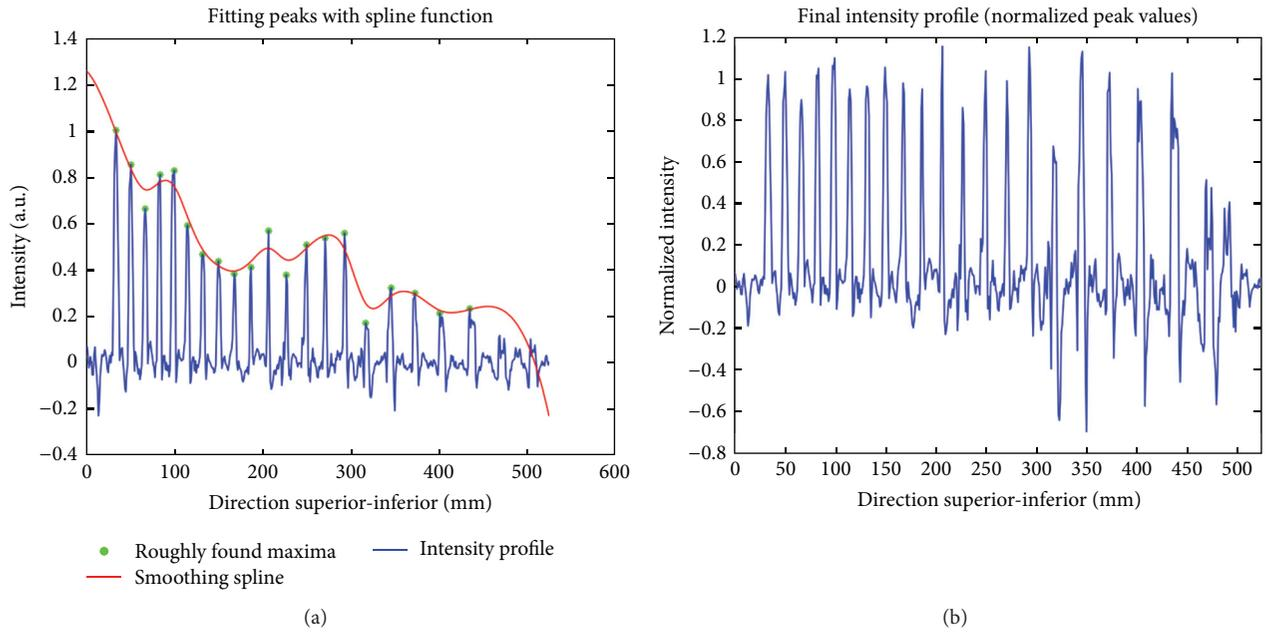 Fitting peaks with spline function
1.4
1.2
1
0.8
0.6
0.4
0.2
0
−0.2
−0.4
Intensity (a.u.)
0 100 200 300 400 500 600
Direction superior-inferior (mm)
Roughly found maxima
Intensity profile
Smoothing spline
(a)
Final intensity profile (normalized peak values)
1.2
1
0.8
0.6
0.4
0.2
0
−0.2
−0.4
−0.6
−0.8
Normalized intensity
0 50 100 150 200 250 300 350 400 450 500
Direction superior-inferior (mm)
(b)